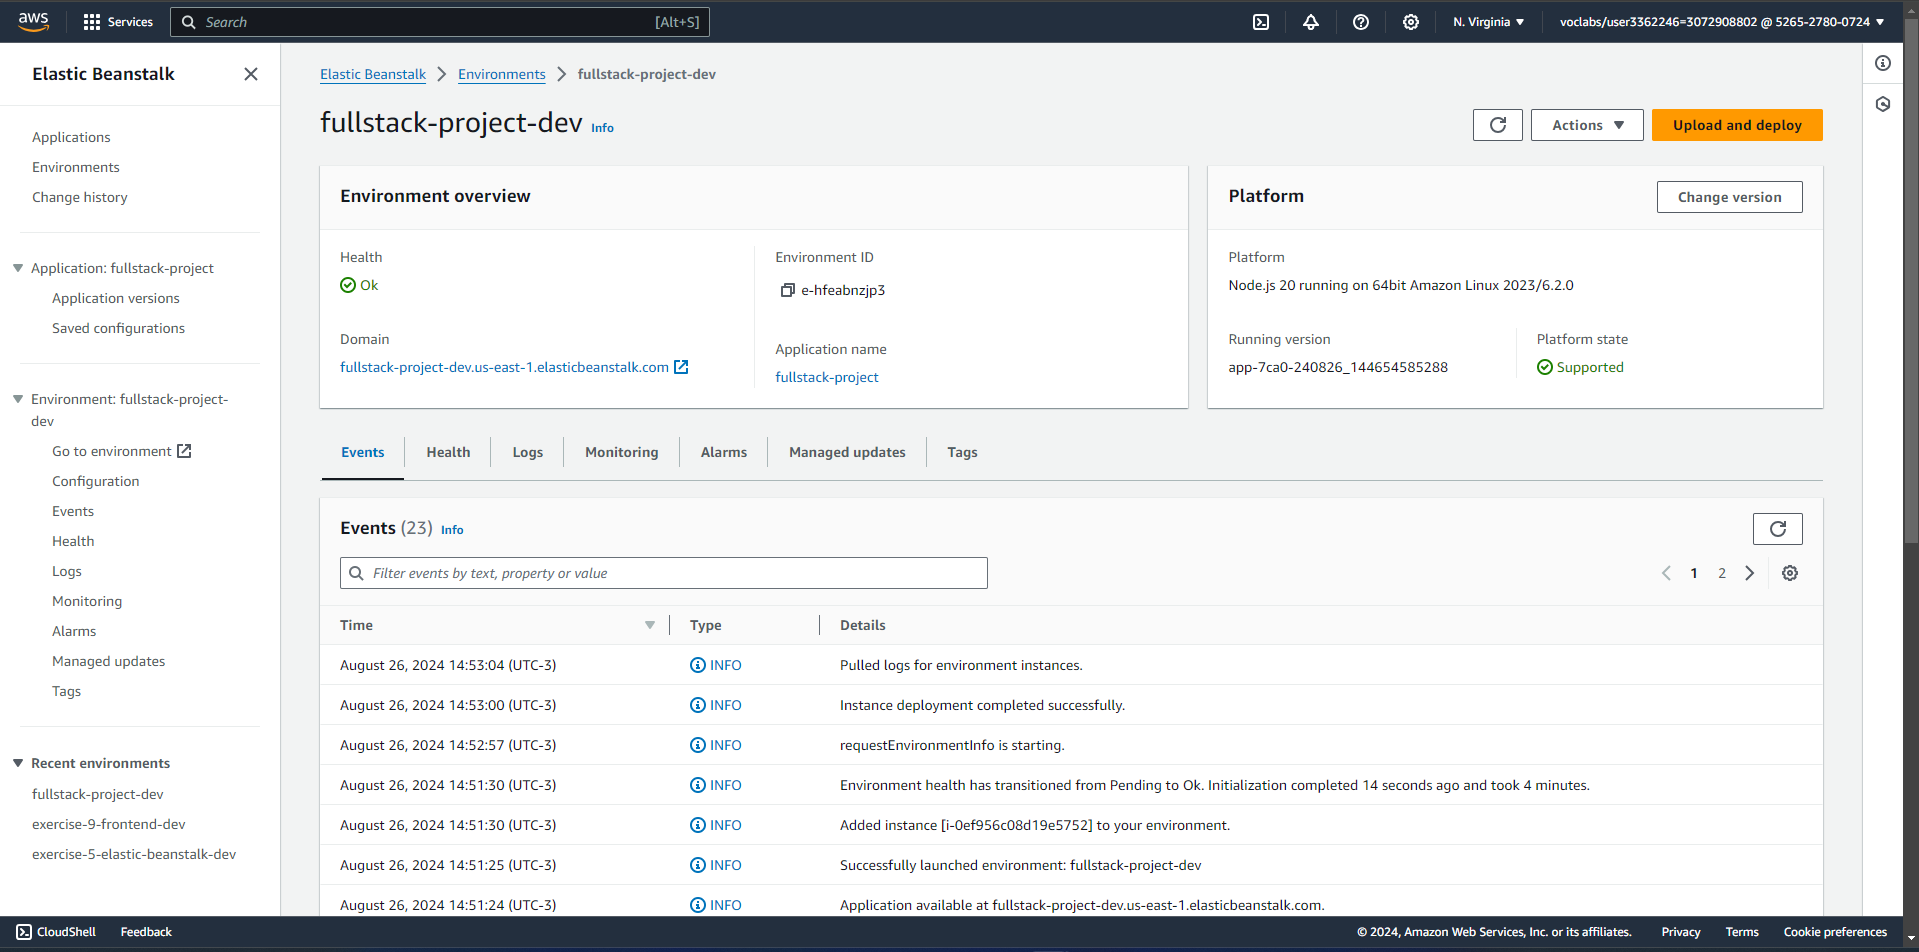 aws
Services
Search [Alt+S]
N. Virginia
voclabs/user3362246=3072908802 @ 5265-2780-0724
Elastic Beanstalk
Applications
Environments
Change history
Application: fullstack-project
Application versions
Saved configurations
Environment: fullstack-project-
dev
Go to environment
Configuration
Events
Health
Logs
Monitoring
Alarms
Managed updates
Tags
Recent environments
fullstack-project-dev
exercise-9-frontend-dev
exercise-5-elastic-beanstalk-dev
Elastic Beanstalk Environments fullstack-project-dev
fullstack-project-dev Info
Actions
Upload and deploy
Environment overview
Health
Ok
Domain
fullstack-project-dev.us-east-1.elasticbeanstalk.com
Environment ID
e-hfeabnzjp3
Application name
fullstack-project
Platform
Change version
Platform
Node.js 20 running on 64bit Amazon Linux 2023/6.2.0
Running version
app-7ca0-240826_144654585288
Platform state
Supported
Events Health Logs Monitoring Alarms Managed updates Tags
Events (23) Info
Filter events by text, property or value
1 2
Time Type Details
August 26, 2024 14:53:04 (UTC-3) INFO Pulled logs for environment instances.
August 26, 2024 14:53:00 (UTC-3) INFO Instance deployment completed successfully.
August 26, 2024 14:52:57 (UTC-3) INFO requestEnvironmentInfo is starting.
August 26, 2024 14:51:30 (UTC-3) INFO Environment health has transitioned from Pending to Ok. Initialization completed 14 seconds ago and took 4 minutes.
August 26, 2024 14:51:30 (UTC-3) INFO Added instance [i-0ef956c08d19e5752] to your environment.
August 26, 2024 14:51:25 (UTC-3) INFO Successfully launched environment: fullstack-project-dev
August 26, 2024 14:51:24 (UTC-3) INFO Application available at fullstack-project-dev.us-east-1.elasticbeanstalk.com.
CloudShell Feedback
© 2024, Amazon Web Services, Inc. or its affiliates. Privacy Terms Cookie preferences